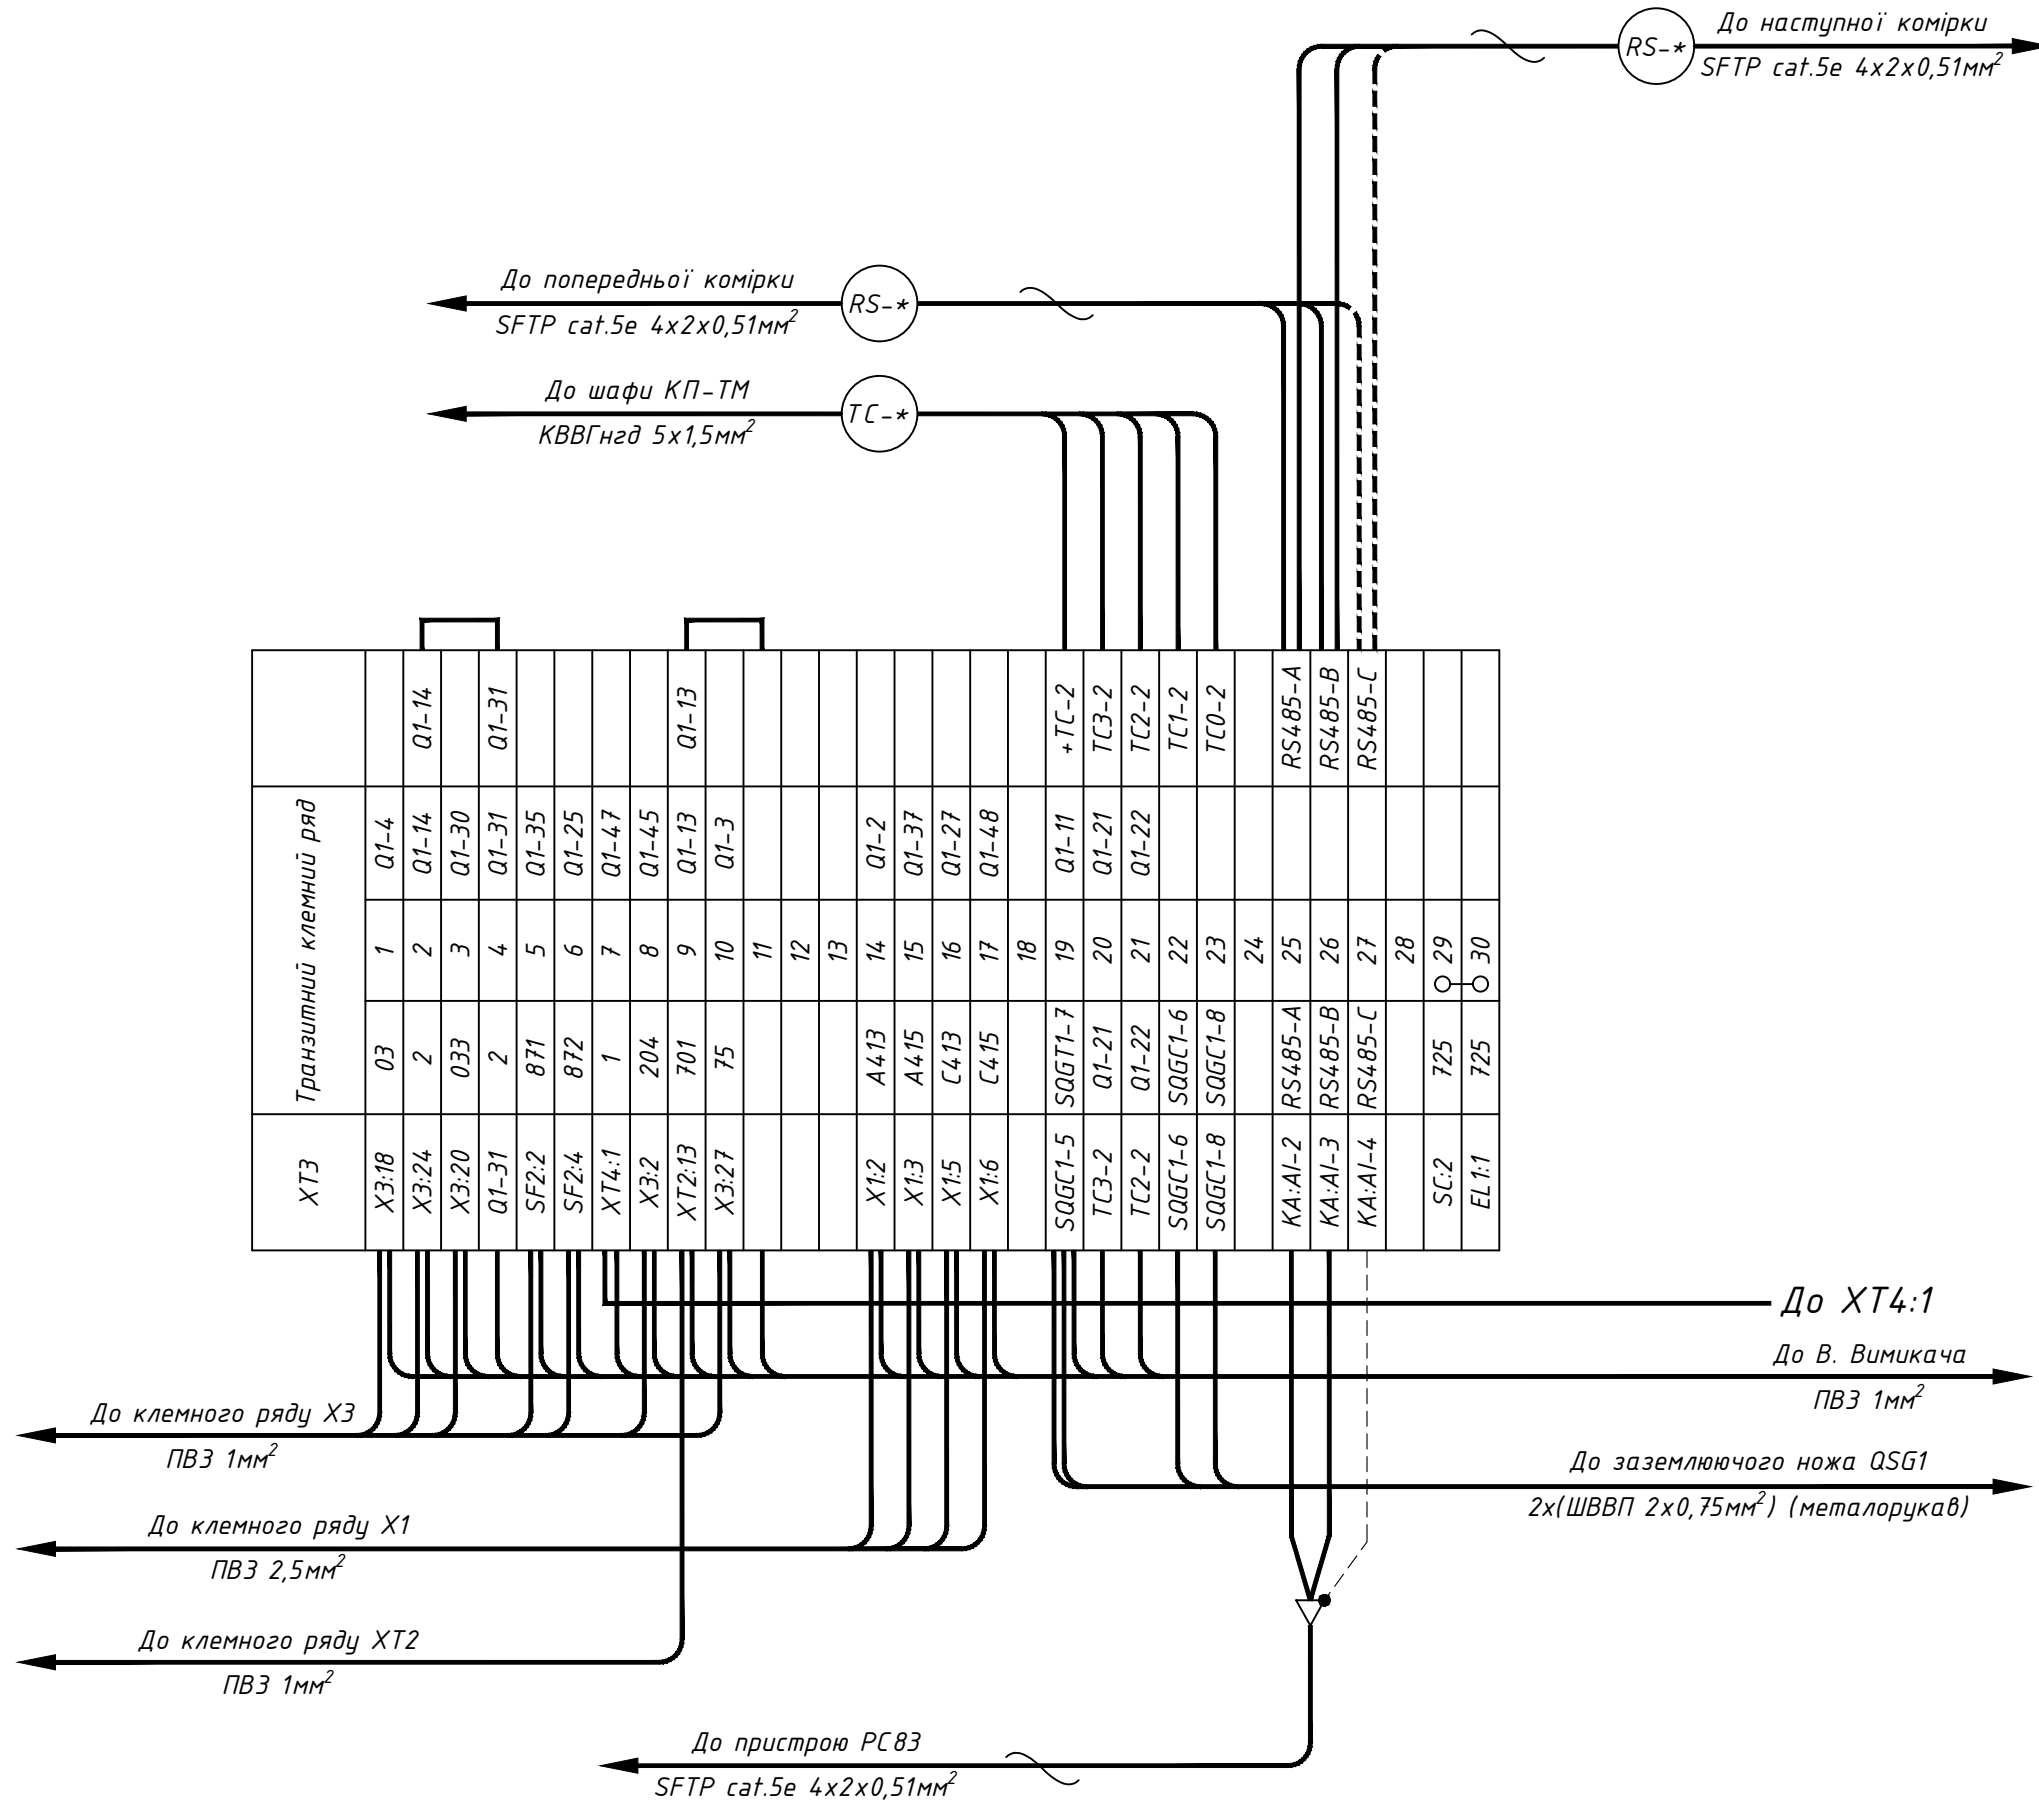 До наступної комірки
RS-*
SFTP cat.5e 4x2x0,51мм²
До попередньої комірки
RS-*
SFTP cat.5e 4x2x0,51мм²
До шафи КП-ТМ
TC-*
КВВГнгд 5x1,5мм²
Q1-14 Q1-31 Q1-13 +TC-2 TC3-2 TC2-2 TC1-2 TC0-2 RS485-A RS485-B RS485-C
Транзитний клемний ряд
Q1-4 Q1-14 Q1-30 Q1-31 Q1-35 Q1-25 Q1-47 Q1-45 Q1-13 Q1-3 Q1-2 Q1-37 Q1-27 Q1-48 Q1-11 Q1-21 Q1-22
1 2 3 4 5 6 7 8 9 10 11 12 13 14 15 16 17 18 19 20 21 22 23 24 25 26 27 28 29 30
03 2 033 2 871 872 1 204 701 75 A413 A415 C413 C415 SQGT1-7 Q1-21 Q1-22 SQGC1-6 SQGC1-8 RS485-A RS485-B RS485-C 725 725
XT3
X3:18 X3:24 X3:20 Q1-31 SF2:2 SF2:4 XT4:1 X3:2 XT2:13 X3:27 X1:2 X1:3 X1:5 X1:6 SQGC1-5 TC3-2 TC2-2 SQGC1-6 SQGC1-8 KA:AI-2 KA:AI-3 KA:AI-4 SC:2 EL1:1
До XT4:1
До В. Вимикача
ПВ3 1мм²
До клемного ряду X3
ПВ3 1мм²
До заземлюючого ножа QSG1
2x(ШВВП 2x0,75мм²) (металорукав)
До клемного ряду X1
ПВ3 2,5мм²
До клемного ряду XT2
ПВ3 1мм²
До пристрою РС83
SFTP cat.5e 4x2x0,51мм²